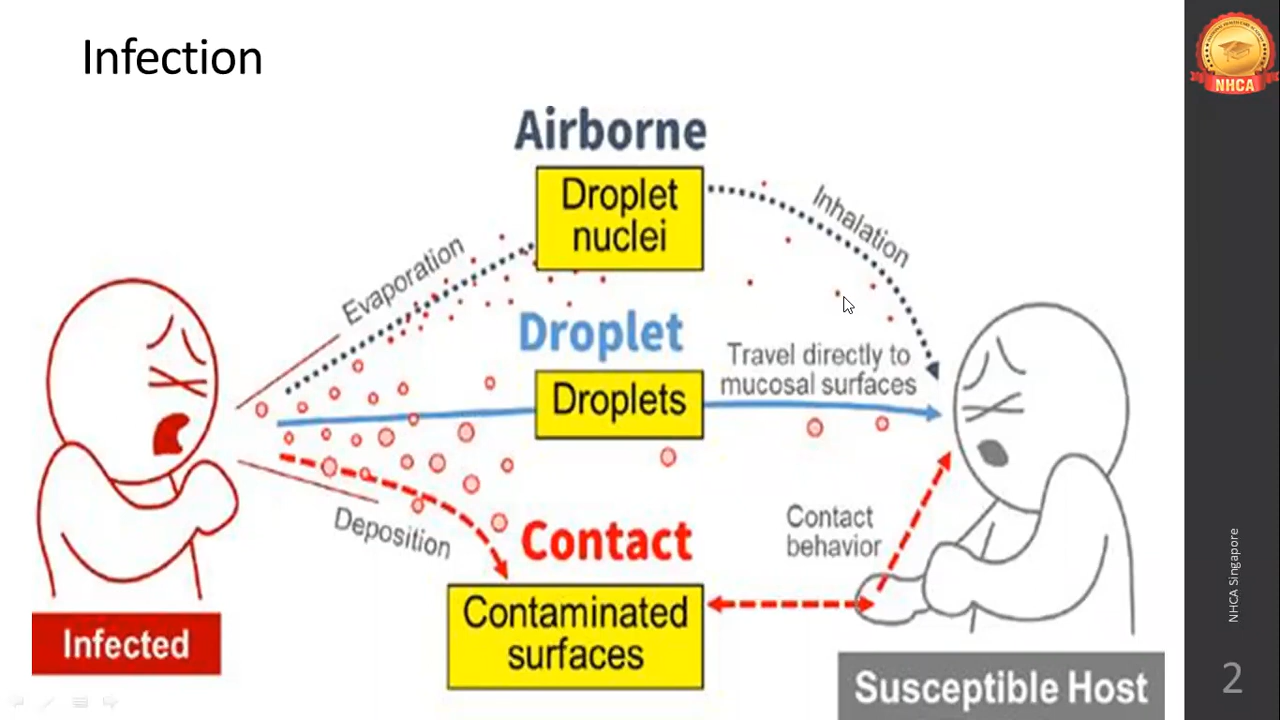 Infection
NHCA
Airborne
Droplet
nuclei
Inhalation
Evaporation
Droplet
Droplets
Travel directly to
mucosal surfaces
Deposition
Contact
Contact
behavior
Contaminated
surfaces
Infected
Susceptible Host
NHCA Singapore
2